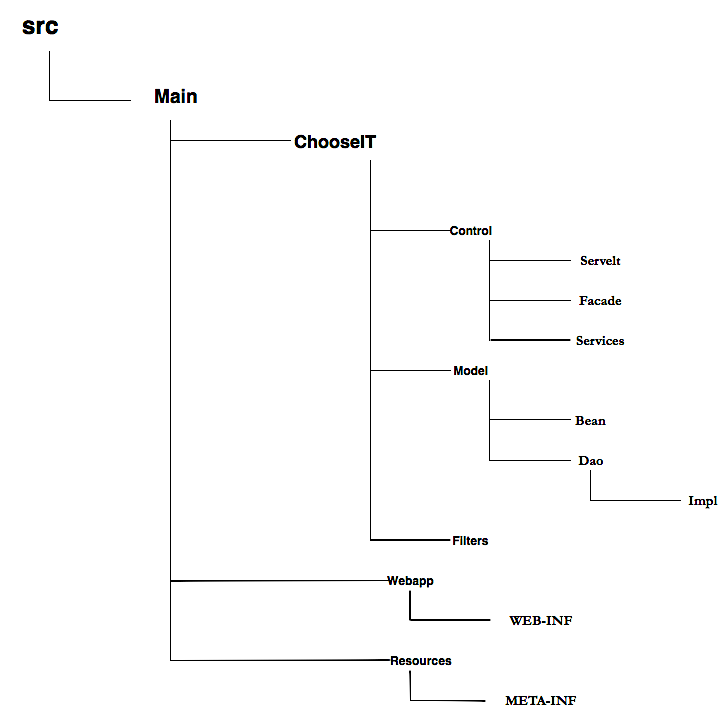 src
Main
ChooseIT
Control
Servelt
Facade
Services
Model
Bean
Dao
Impl
Filters
Webapp
WEB-INF
Resources
META-INF